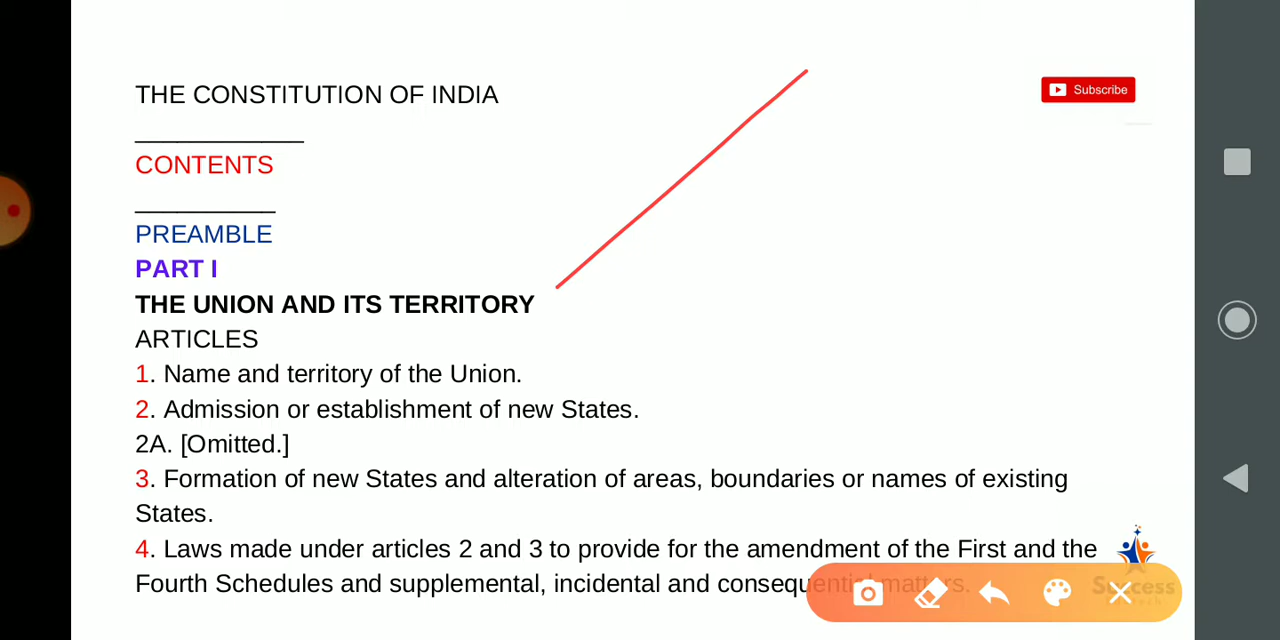 THE CONSTITUTION OF INDIA
Subscribe
CONTENTS
PREAMBLE
PART I
THE UNION AND ITS TERRITORY
ARTICLES
1. Name and territory of the Union.
2. Admission or establishment of new States.
2A. [Omitted.]
3. Formation of new States and alteration of areas, boundaries or names of existing
States.
4. Laws made under articles 2 and 3 to provide for the amendment of the First and the
Fourth Schedules and supplemental, incidental and consequential matters.
Success